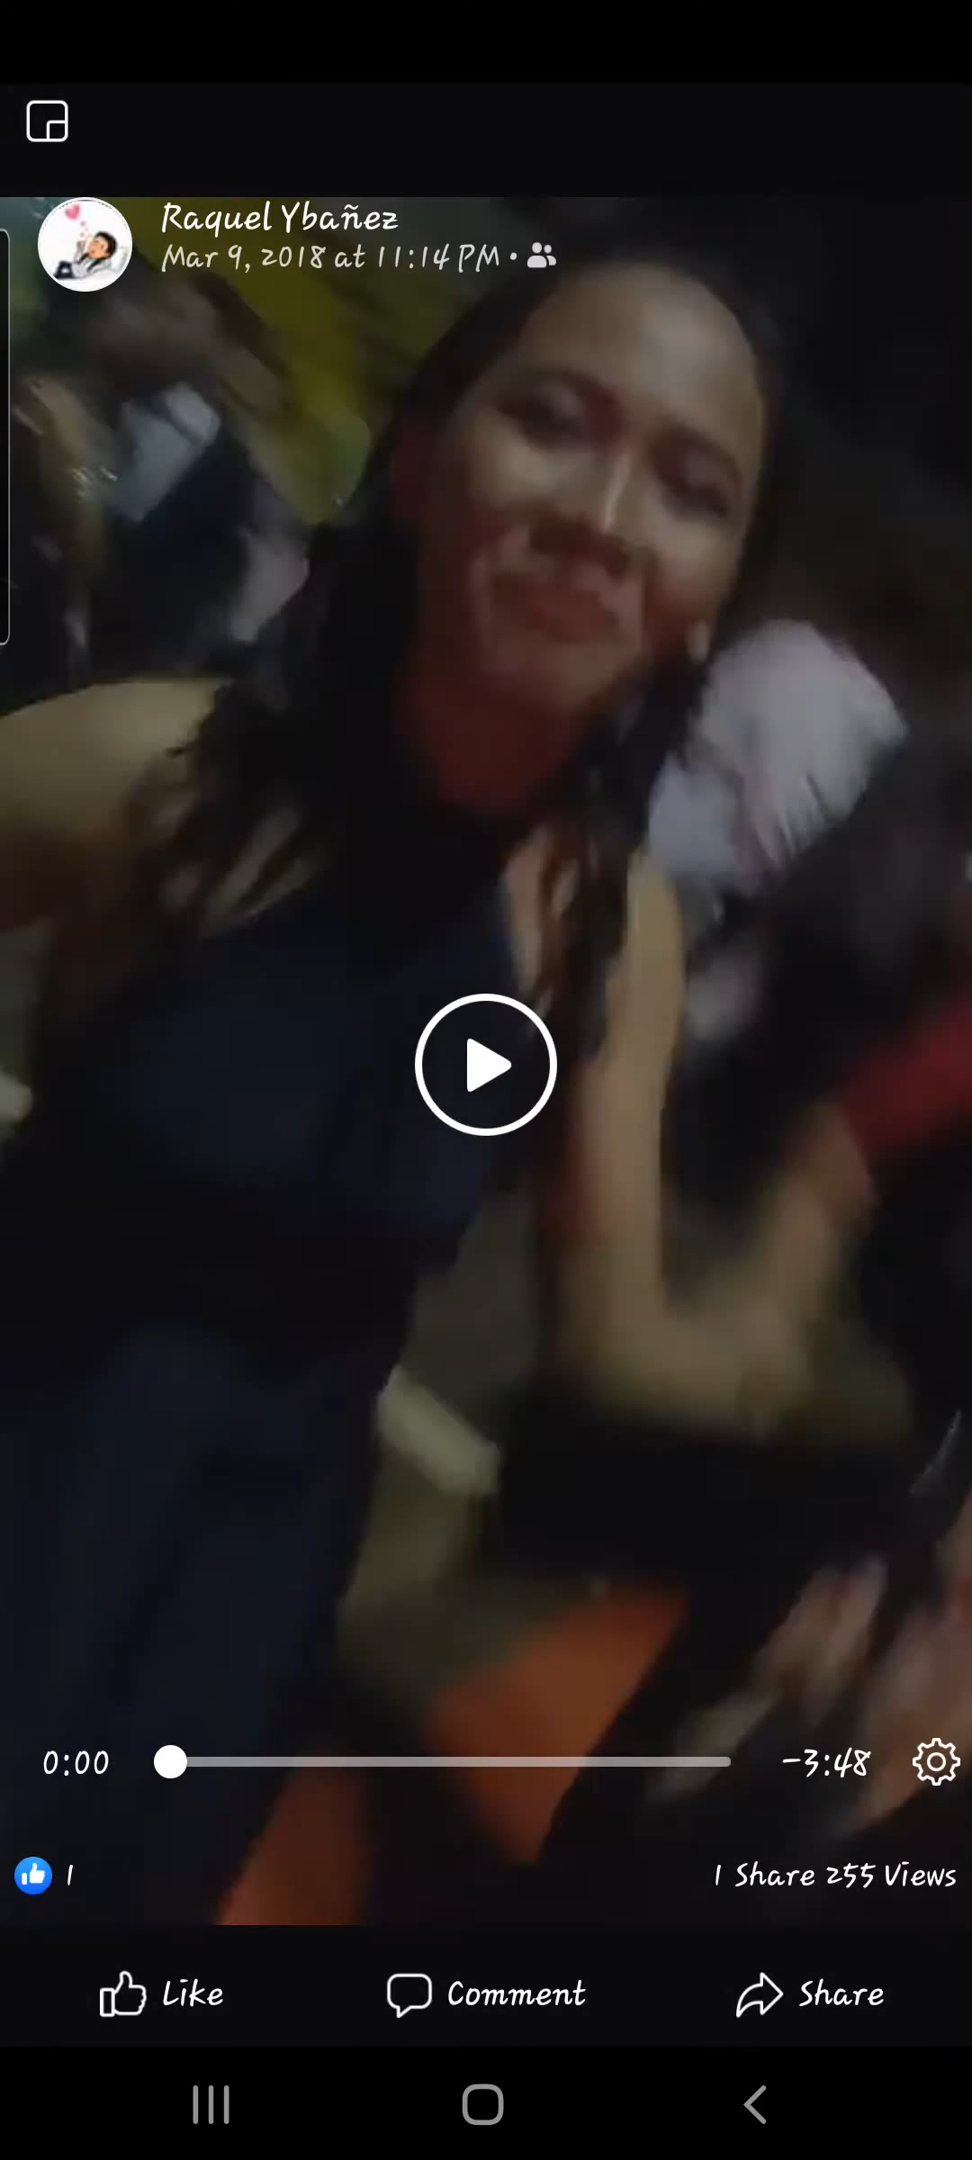 Raquel Ybañez
Mar 9, 2018 at 11:14 PM •
0:00
-3:48
1
1 Share 255 Views
Like
Comment
Share